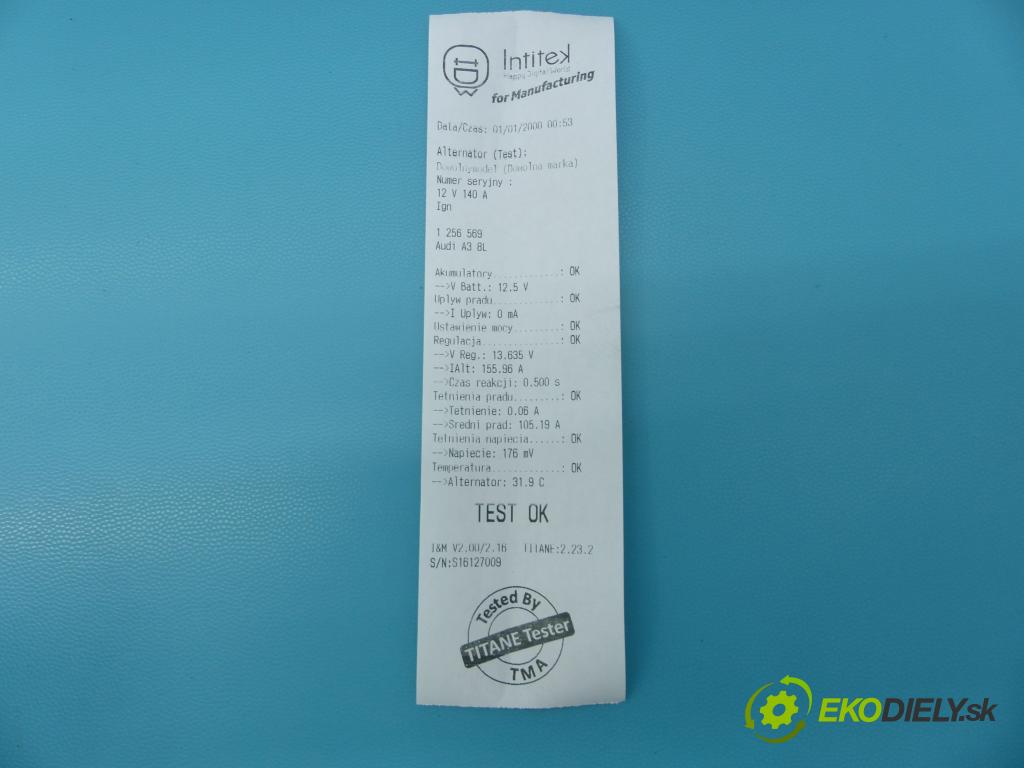 Intitek
Happy Digital World
for Manufacturing
Data/Czas: 01/01/2000 00:53
Alternator (Test):
Dowolnymodel (Dowolna marka)
Numer seryjny :
12 V 140 A
Ign
1 256 569
Audi A3 8L
Akumulatory...........: OK
-->V Batt.: 12.5 V
Uplyw pradu...........: OK
-->I Uplyw: 0 mA
Ustawienie mocy........: OK
Regulacja.............: OK
-->V Reg.: 13.635 V
-->IAlt: 155.96 A
-->Czas reakcji: 0.500 s
Tetnienia pradu........: OK
-->Tetnienie: 0.06 A
-->Sredni prad: 105.19 A
Tetnienia napiecia.....: OK
-->Napiecie: 176 mV
Temperatura............: OK
-->Alternator: 31.9 C
TEST OK
T&M V2.00/2.16 TITANE:2.23.2
S/N:S16127009
Tested By
TITANE Tester
TMA
EKODIELY.sk